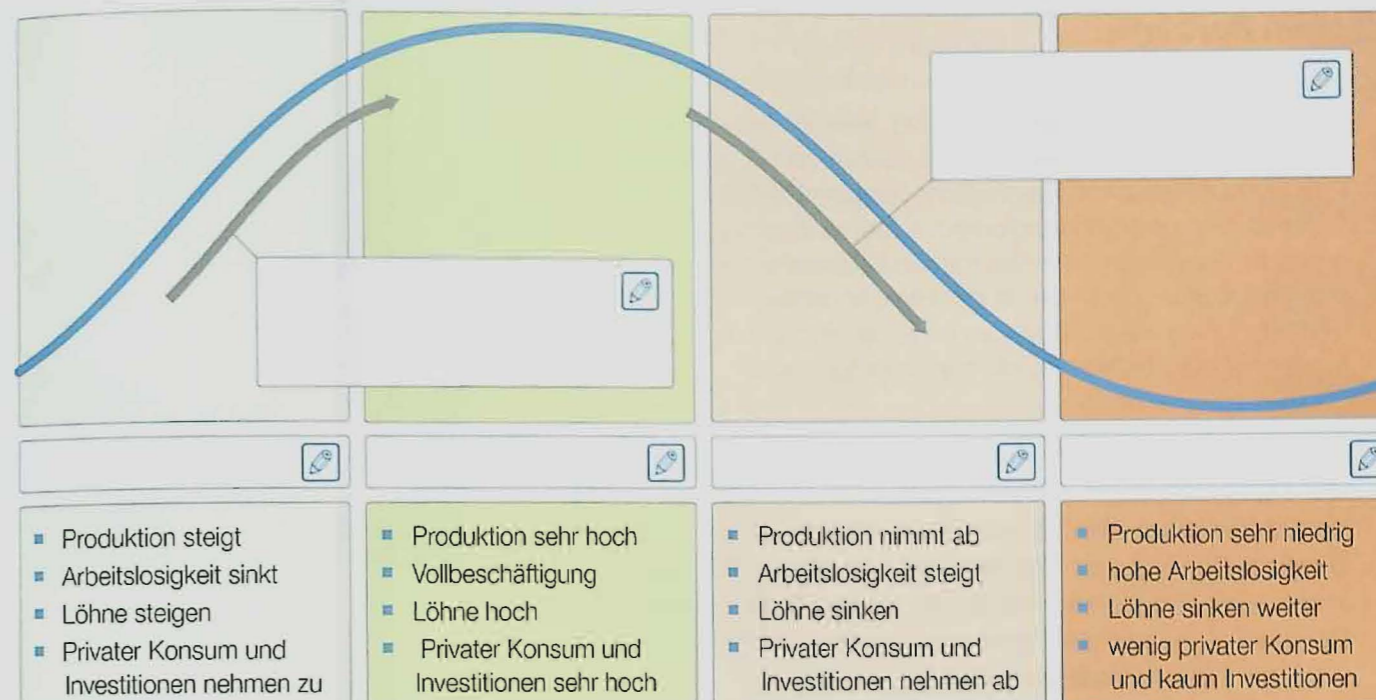 Produktion steigt
Arbeitslosigkeit sinkt
Löhne steigen
Privater Konsum und
Investitionen nehmen zu
Produktion sehr hoch
Vollbeschäftigung
Löhne hoch
Privater Konsum und
Investitionen sehr hoch
Produktion nimmt ab
Arbeitslosigkeit steigt
Löhne sinken
Privater Konsum und
Investitionen nehmen ab
Produktion sehr niedrig
hohe Arbeitslosigkeit
Löhne sinken weiter
wenig privater Konsum
und kaum Investitionen